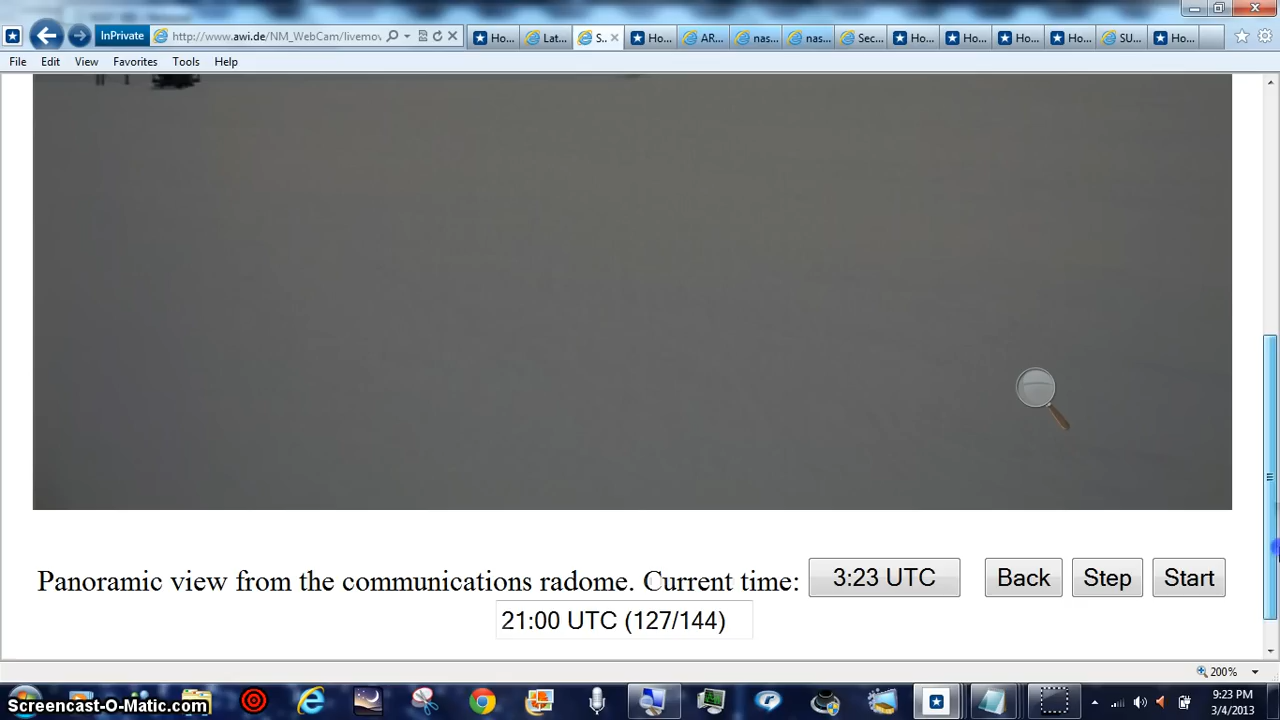 InPrivate http://www.awi.de/NM_WebCam/livemov Ho... Lat... S... Ho... AR... nas... nas... Sec... Ho... Ho... Ho... Ho... SU... Ho...
File Edit View Favorites Tools Help
Panoramic view from the communications radome. Current time: 3:23 UTC Back Step Start
21:00 UTC (127/144)
200%
Screencast-O-Matic.com
9:23 PM
3/4/2013